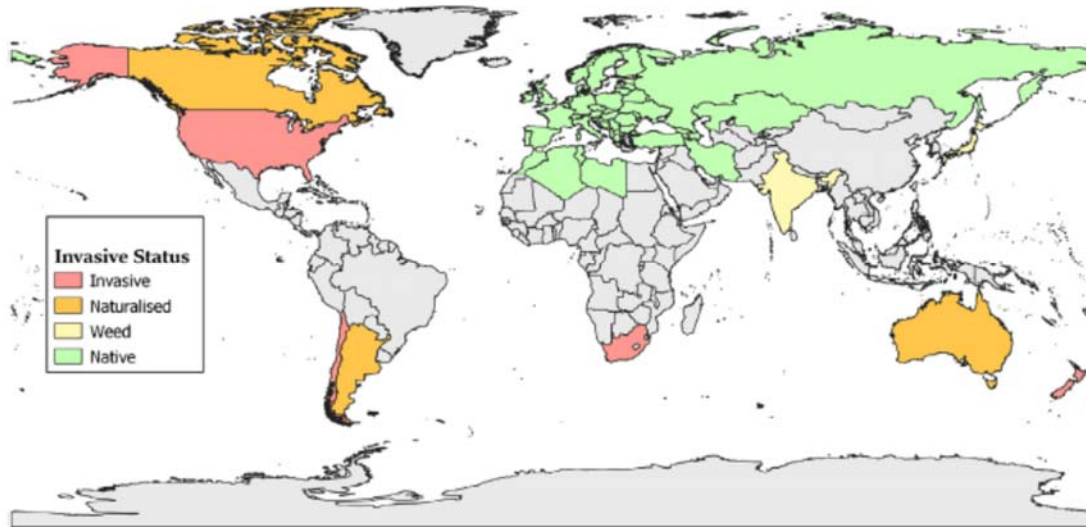 Invasive Status
Invasive
Naturalised
Weed
Native